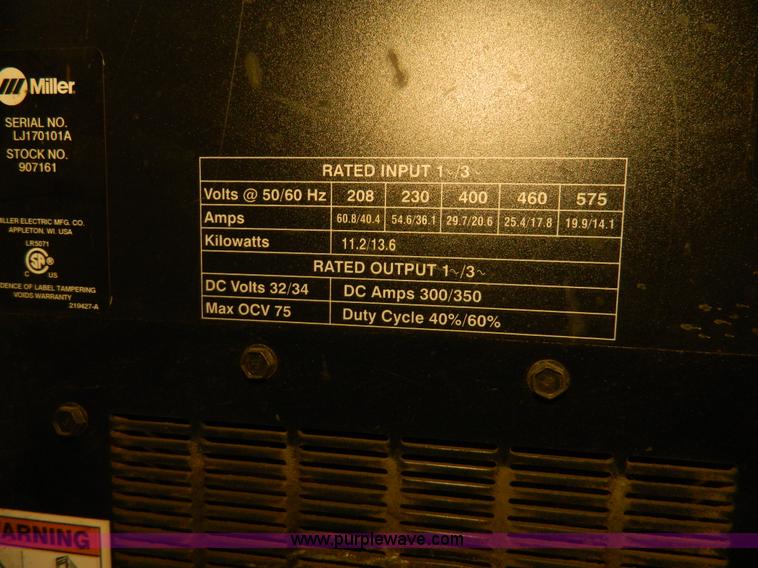 Miller
SERIAL NO.
LJ170101A
STOCK NO.
907161
MILLER ELECTRIC MFG. CO.
APPLETON, WI. USA
LR5071
C US
DENCE OF LABEL TAMPERING
VOIDS WARRANTY
219427-A
RATED INPUT 1~/3
Volts @ 50/60 Hz 208 230 400 460 575
Amps 60.8/40.4 54.6/36.1 29.7/20.6 25.4/17.8 19.9/14.1
Kilowatts 11.2/13.6
RATED OUTPUT 1~/3~
DC Volts 32/34 DC Amps 300/350
Max OCV 75 Duty Cycle 40%/60%
WARNING
www.purplewave.com